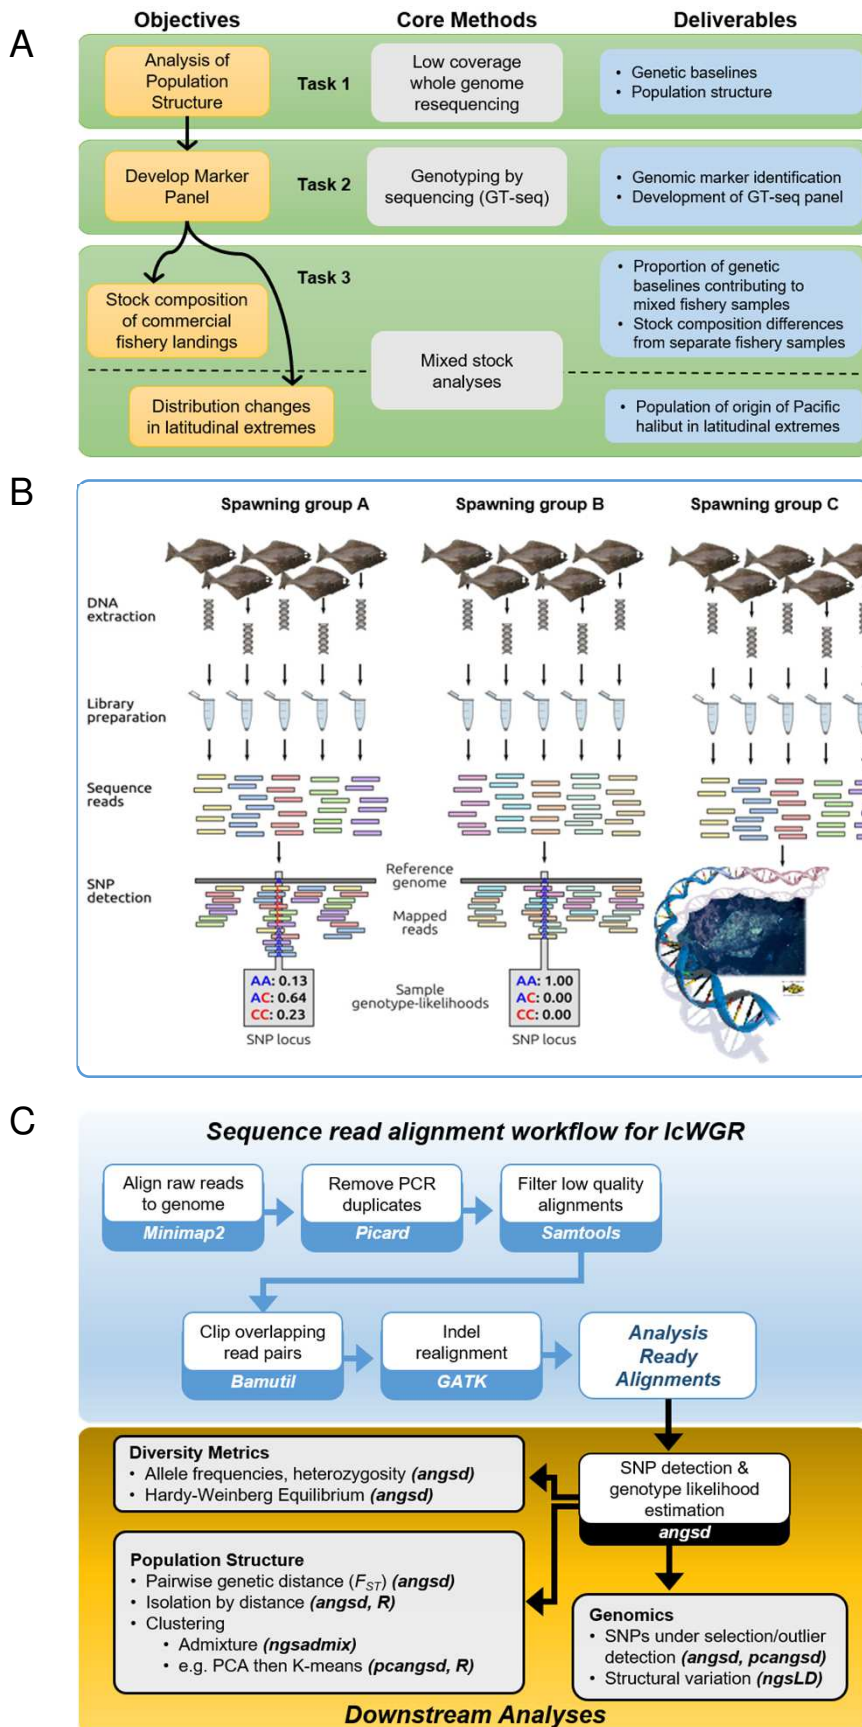 A
Objectives
Core Methods
Deliverables
Analysis of
Population
Structure
Task 1
Low coverage
whole genome
resequencing
• Genetic baselines
• Population structure
Develop Marker
Panel
Task 2
Genotyping by
sequencing (GT-seq)
• Genomic marker identification
• Development of GT-seq panel
Task 3
Stock composition
of commercial
fishery landings
Mixed stock
analyses
• Proportion of genetic
baselines contributing to
mixed fishery samples
• Stock composition differences
from separate fishery samples
Distribution changes
in latitudinal extremes
• Population of origin of Pacific
halibut in latitudinal extremes
B
Spawning group A
Spawning group B
Spawning group C
DNA
extraction
Library
preparation
Sequence
reads
SNP
detection
Reference
genome
Mapped
reads
Sample
genotype-likelihoods
AA: 0.13
AC: 0.64
CC: 0.23
SNP locus
AA: 1.00
AC: 0.00
CC: 0.00
SNP locus
C
Sequence read alignment workflow for lcWGR
Align raw reads
to genome
Minimap2
Remove PCR
duplicates
Picard
Filter low quality
alignments
Samtools
Clip overlapping
read pairs
Bamutil
Indel
realignment
GATK
Analysis
Ready
Alignments
Diversity Metrics
• Allele frequencies, heterozygosity (angsd)
• Hardy-Weinberg Equilibrium (angsd)
SNP detection &
genotype likelihood
estimation
angsd
Population Structure
• Pairwise genetic distance (FST) (angsd)
• Isolation by distance (angsd, R)
• Clustering
• Admixture (ngsadmix)
• e.g. PCA then K-means (pcangsd, R)
Genomics
• SNPs under selection/outlier
detection (angsd, pcangsd)
• Structural variation (ngsLD)
Downstream Analyses